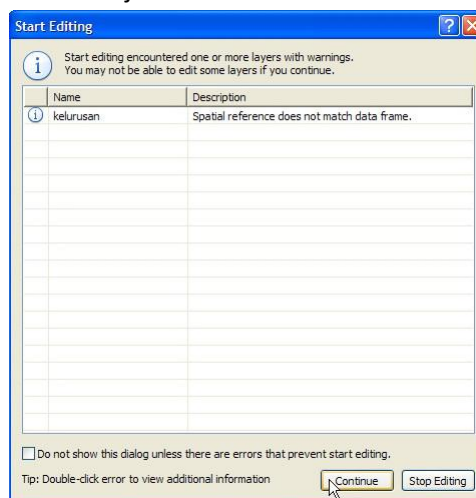 Start Editing
Start editing encountered one or more layers with warnings.
You may not be able to edit some layers if you continue.
Name Description
kelurusan Spatial reference does not match data frame.
Do not show this dialog unless there are errors that prevent start editing.
Tip: Double-click error to view additional information Continue Stop Editing